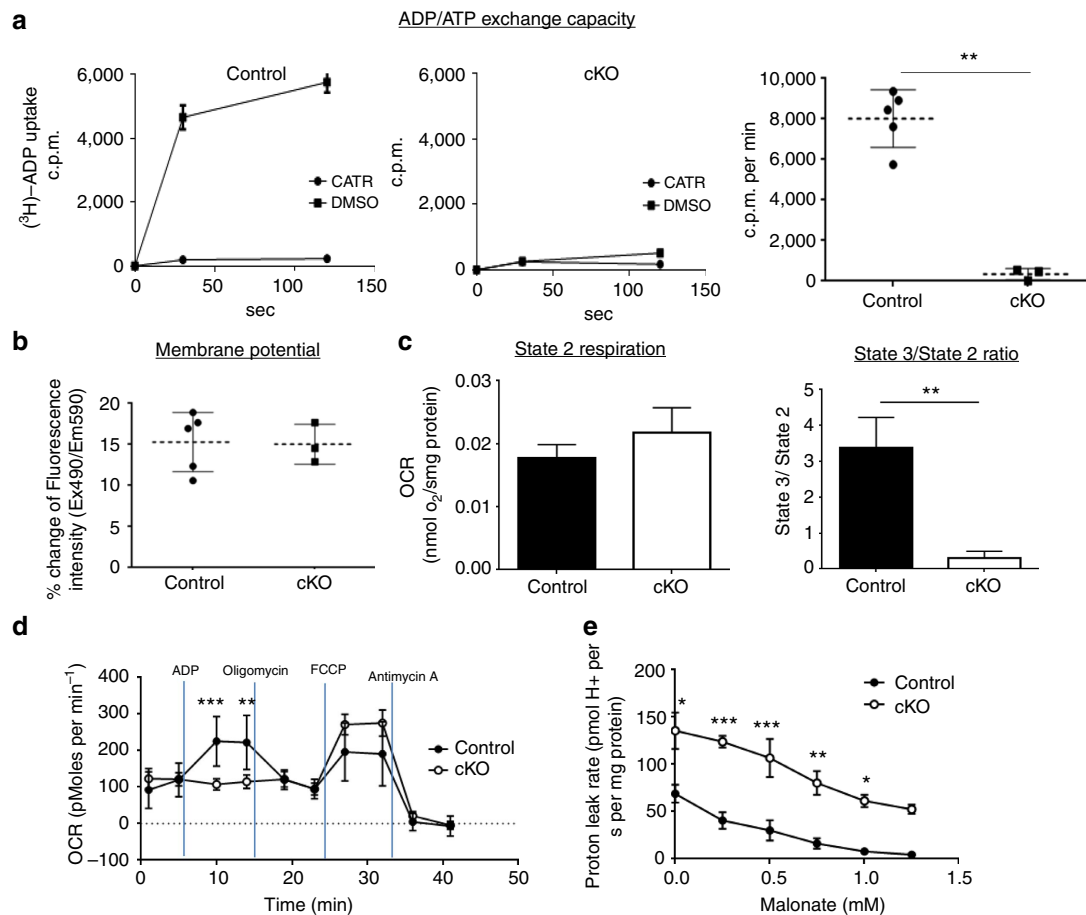 a
ADP/ATP exchange capacity
(³H)–ADP uptake
c.p.m.
6,000
4,000
2,000
0
Control
CATR
DMSO
0 50 100 150
sec
c.p.m.
6,000
4,000
2,000
0
cKO
CATR
DMSO
0 50 100 150
sec
c.p.m. per min
10,000
8,000
6,000
4,000
2,000
0
**
Control cKO
b
Membrane potential
% change of Fluorescence
intensity (Ex490/Em590)
20
15
10
5
0
Control cKO
c
State 2 respiration
OCR
(nmol o₂/smg protein)
0.03
0.02
0.01
0.00
Control cKO
State 3/State 2 ratio
State 3/ State 2
5
4
3
2
1
0
**
Control cKO
d
OCR (pMoles per min⁻¹)
400
300
200
100
0
−100
ADP Oligomycin FCCP Antimycin A
*** **
Control
cKO
0 10 20 30 40 50
Time (min)
e
Proton leak rate (pmol H+ per
s per mg protein)
200
150
100
50
0
* *** *** ** *
Control
cKO
0.0 0.5 1.0 1.5
Malonate (mM)